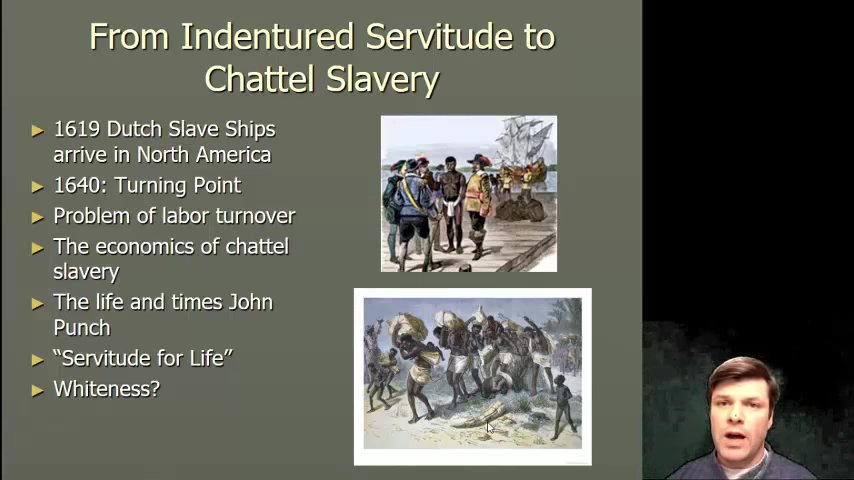 From Indentured Servitude to
Chattel Slavery
► 1619 Dutch Slave Ships
arrive in North America
► 1640: Turning Point
► Problem of labor turnover
► The economics of chattel
slavery
► The life and times John
Punch
► “Servitude for Life”
► Whiteness?